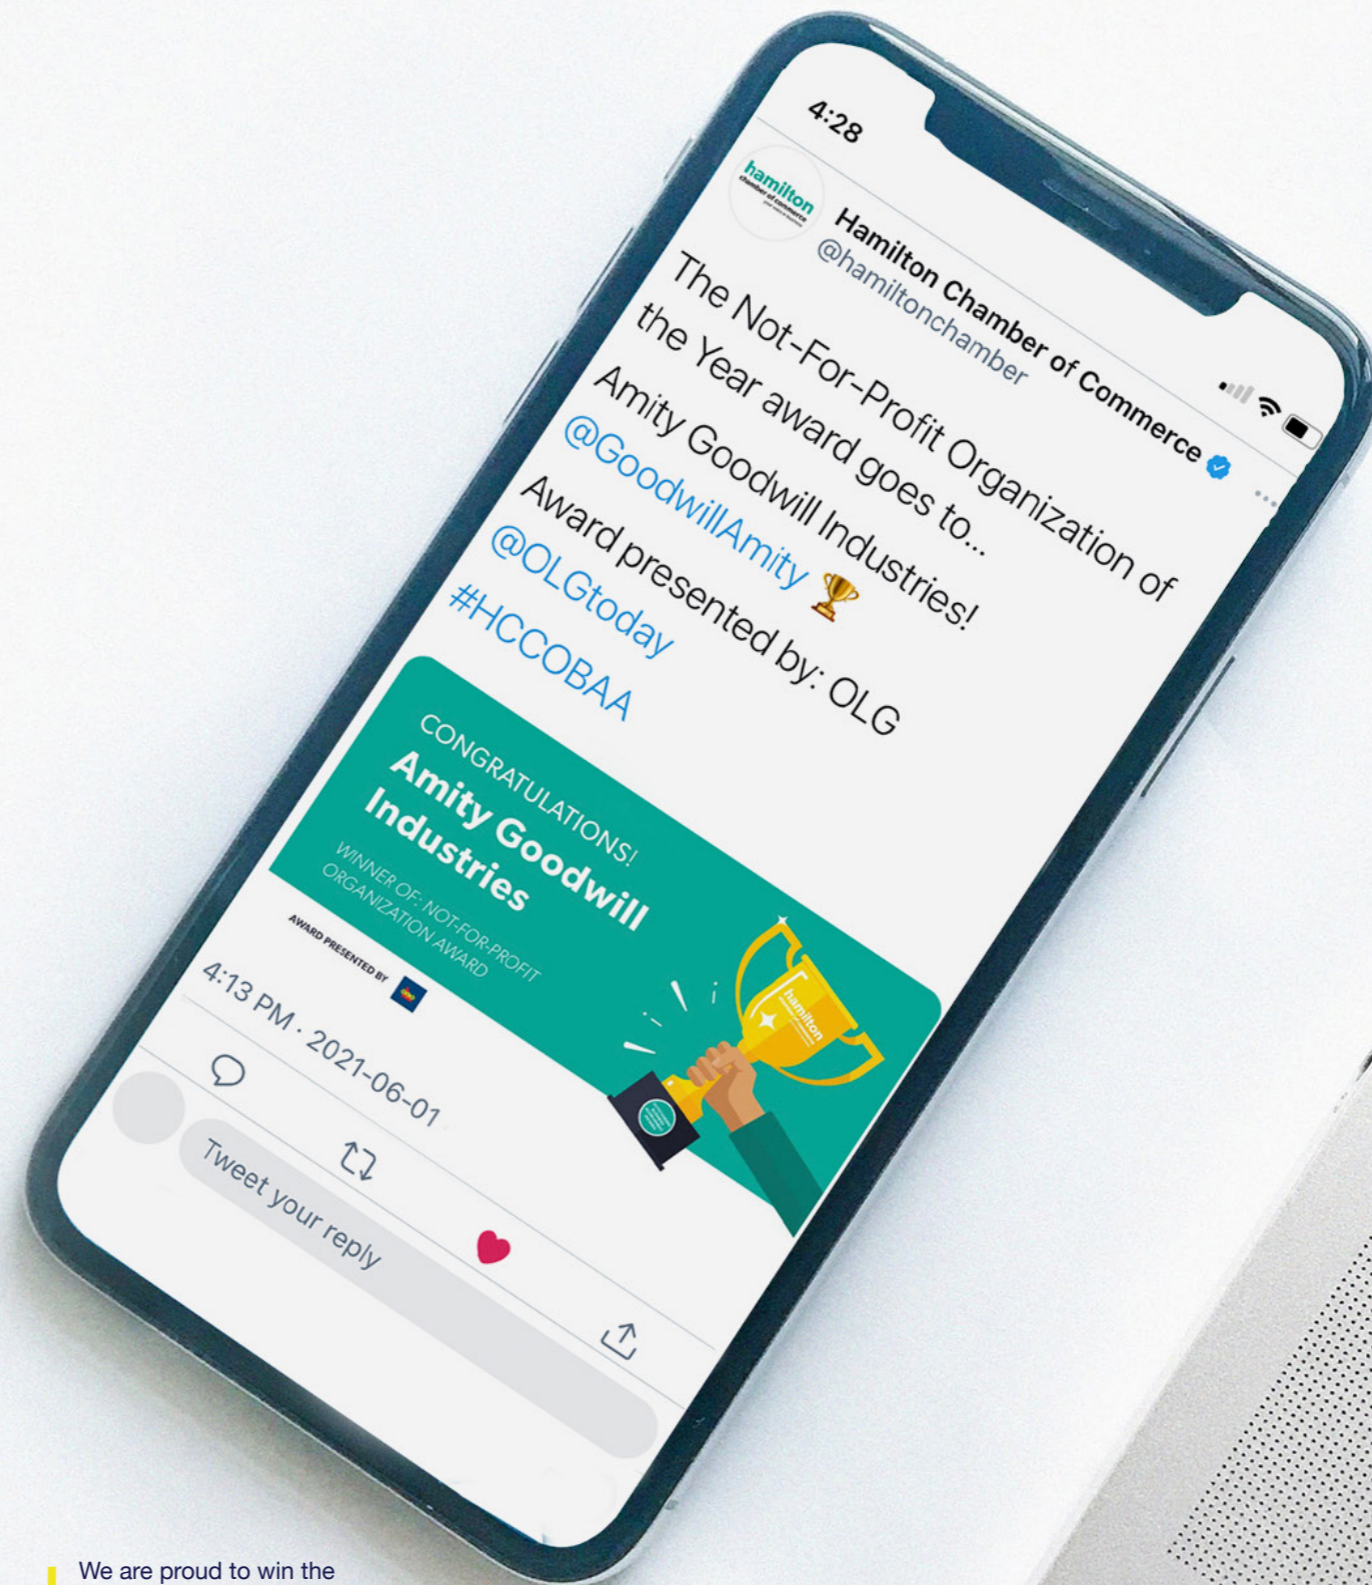 4:28
hamilton
chamber of commerce
Hamilton Chamber of Commerce
@hamiltonchamber
The Not-For-Profit Organization of
the Year award goes to...
Amity Goodwill Industries!
@GoodwillAmity 🏆
Award presented by: OLG
@OLGtoday
#HCCOBAA
CONGRATULATIONS!
Amity Goodwill
Industries
WINNER OF: NOT-FOR-PROFIT
ORGANIZATION AWARD
AWARD PRESENTED BY
hamilton
4:13 PM · 2021-06-01
Tweet your reply
We are proud to win the